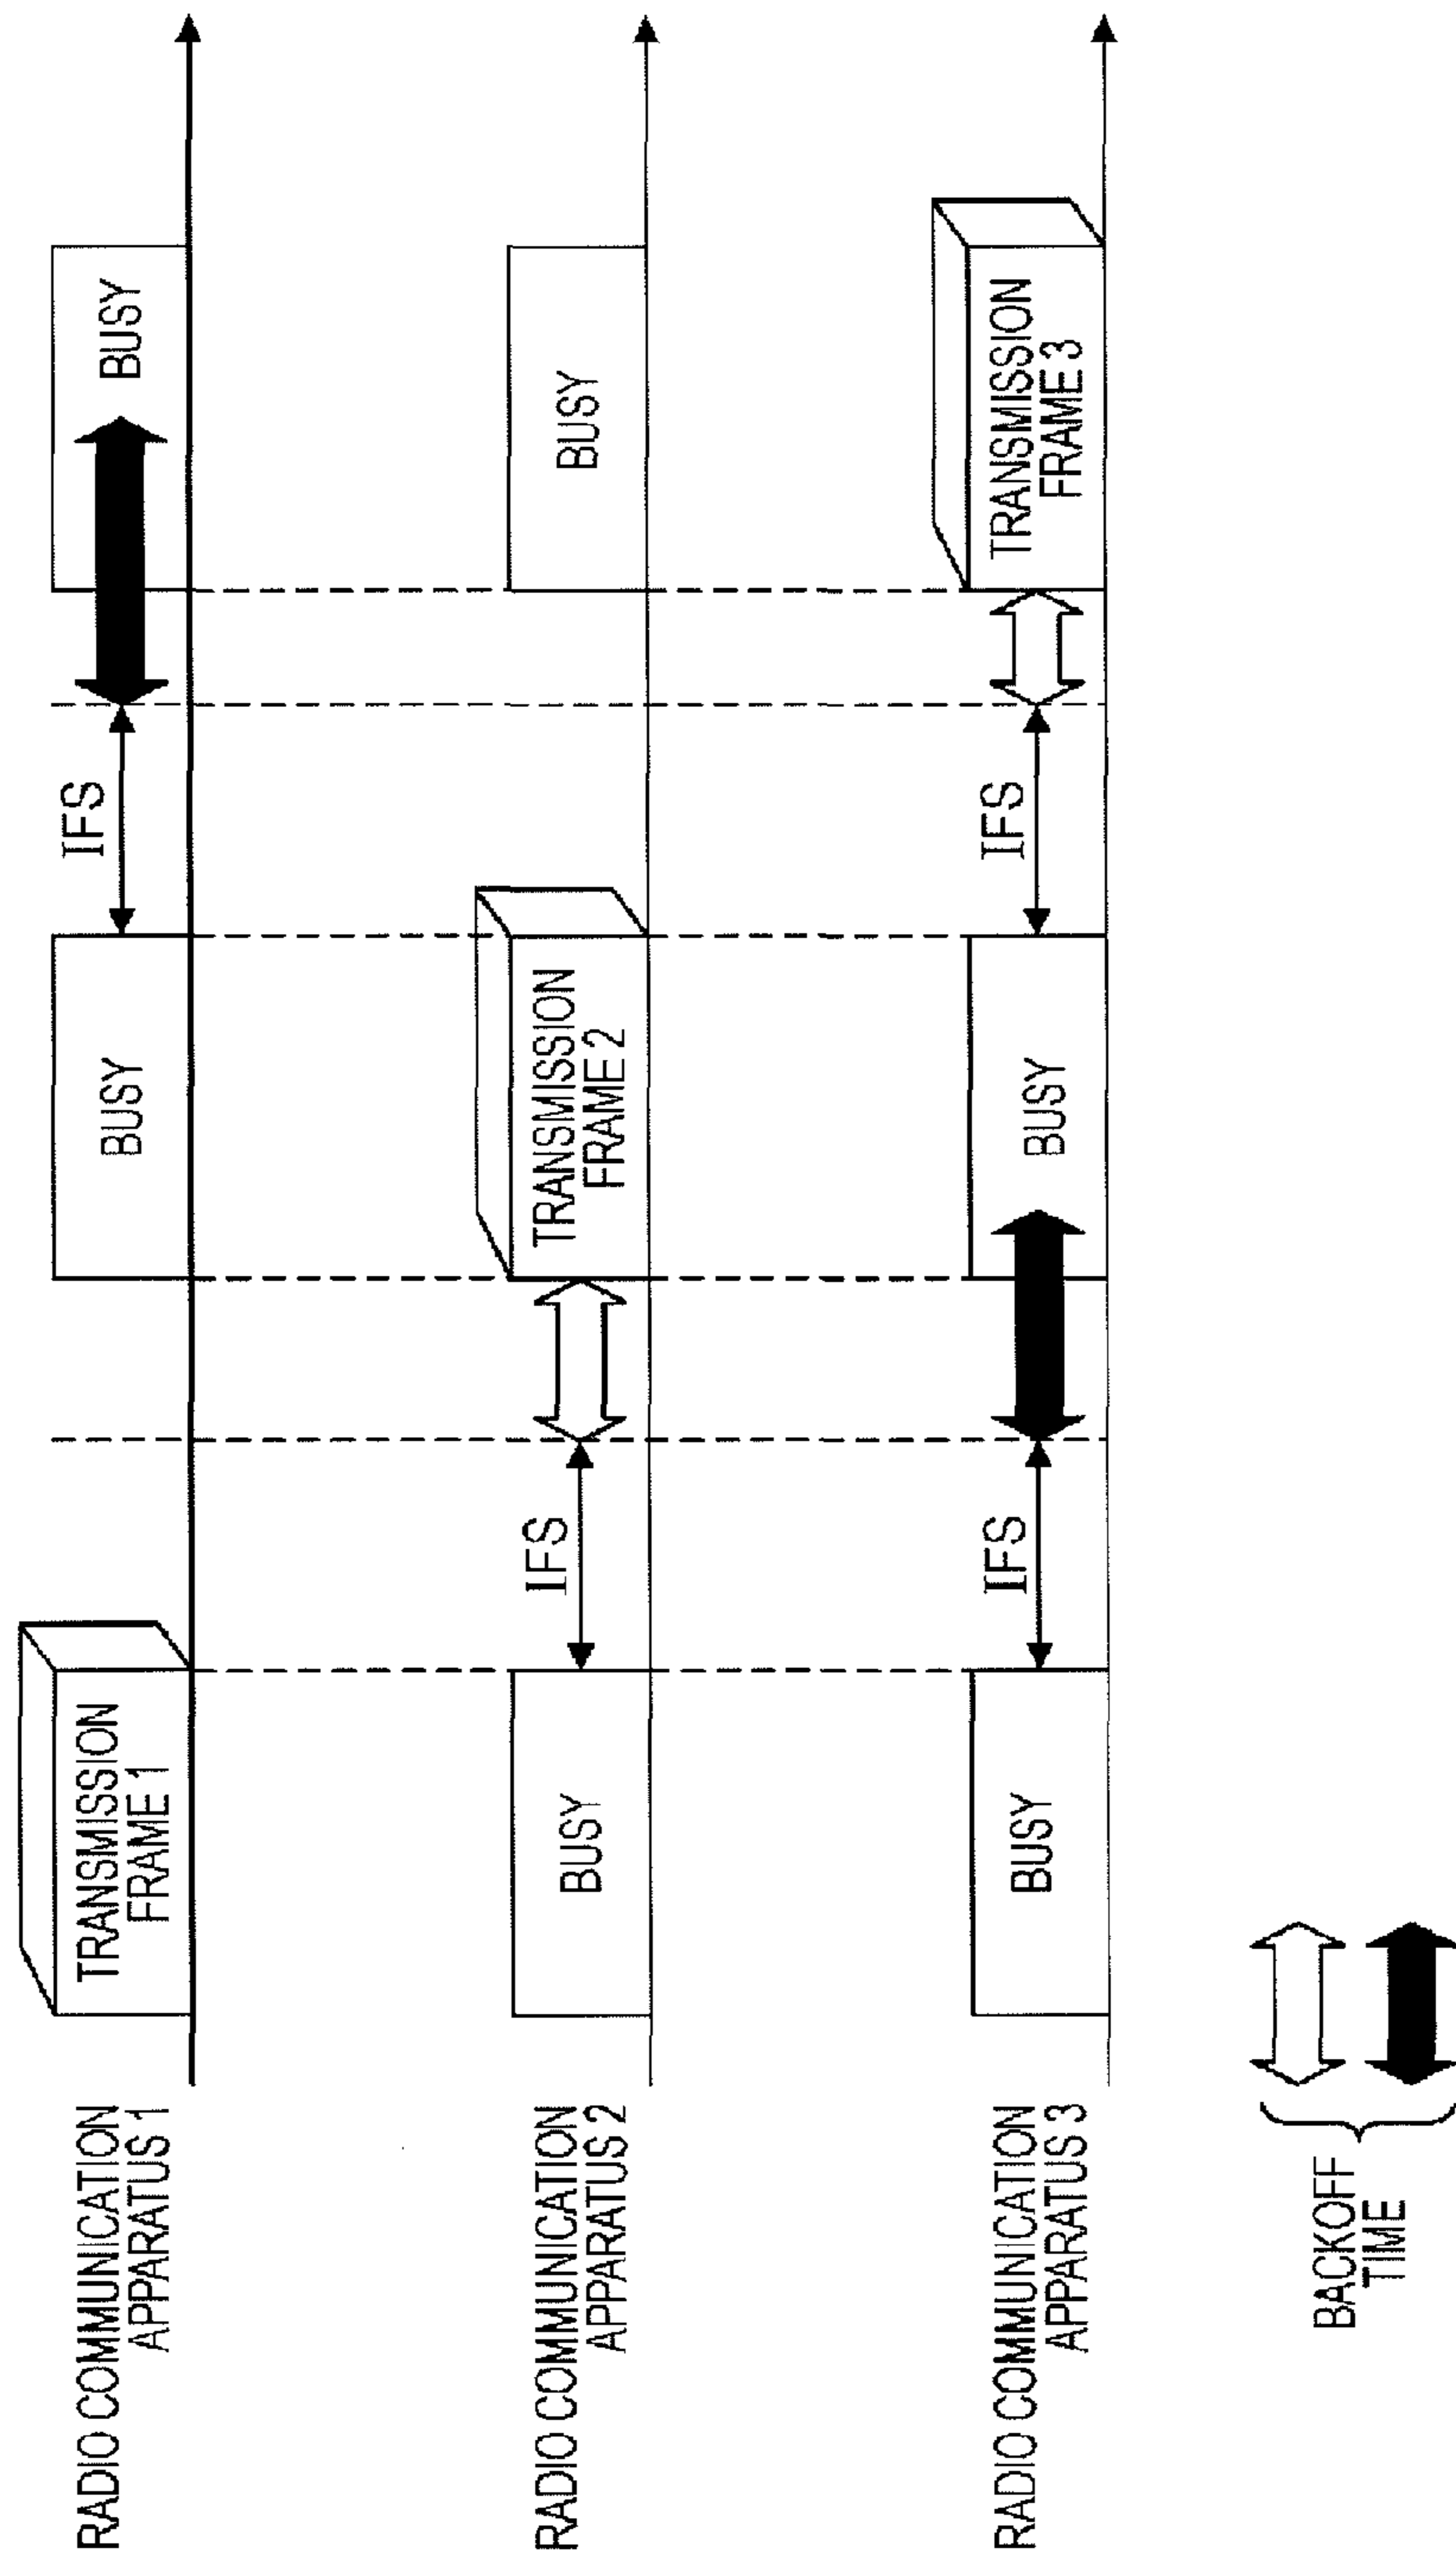 RADIO COMMUNICATION
APPARATUS 1
TRANSMISSION
FRAME 1
BUSY
IFS
BUSY
RADIO COMMUNICATION
APPARATUS 2
BUSY
IFS
TRANSMISSION
FRAME 2
BUSY
RADIO COMMUNICATION
APPARATUS 3
BUSY
IFS
BUSY
IFS
TRANSMISSION
FRAME 3
BACKOFF
TIME